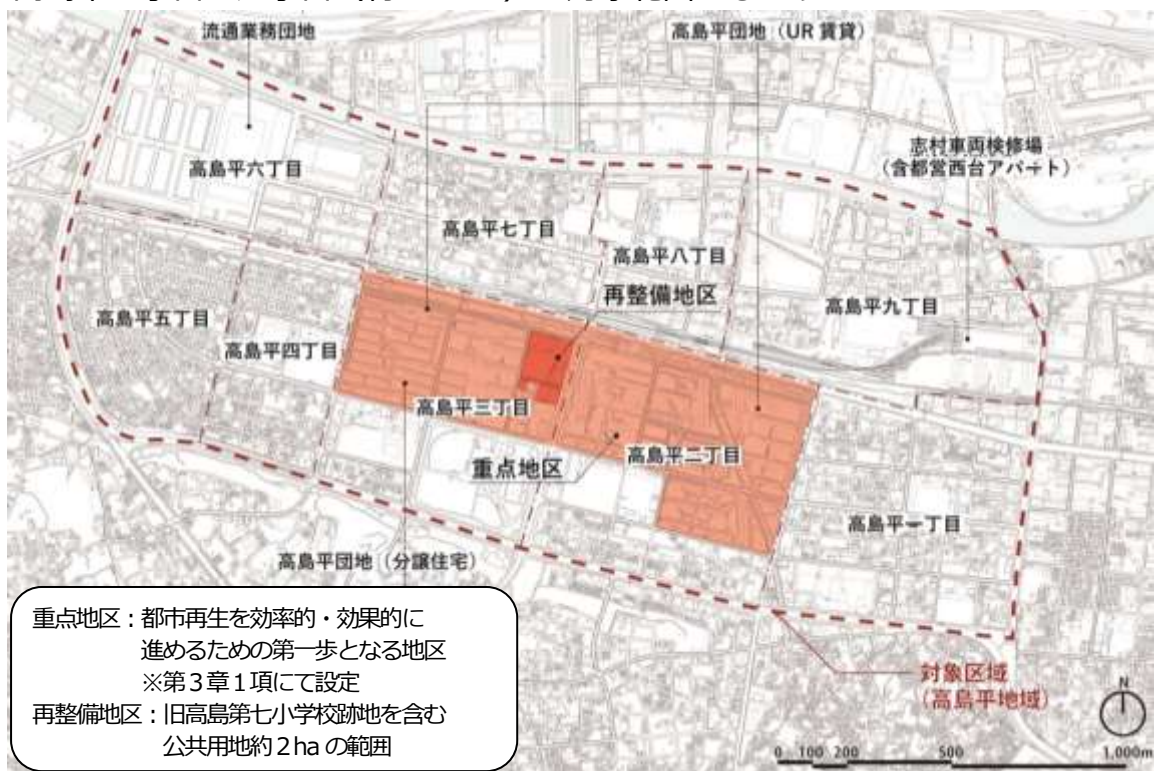 流通業務団地
高島平団地（UR 賃貸）
志村車両検修場
（含都営西台アパート）
高島平六丁目
高島平七丁目
高島平八丁目
再整備地区
高島平九丁目
高島平五丁目
高島平四丁目
高島平三丁目
重点地区
高島平二丁目
高島平一丁目
高島平団地（分譲住宅）
重点地区：都市再生を効率的・効果的に
進めるための第一歩となる地区
※第３章１項にて設定
再整備地区：旧高島第七小学校跡地を含む
公共用地約２ha の範囲
対象区域
（高島平地域）
N
0 100 200 500 1,000m